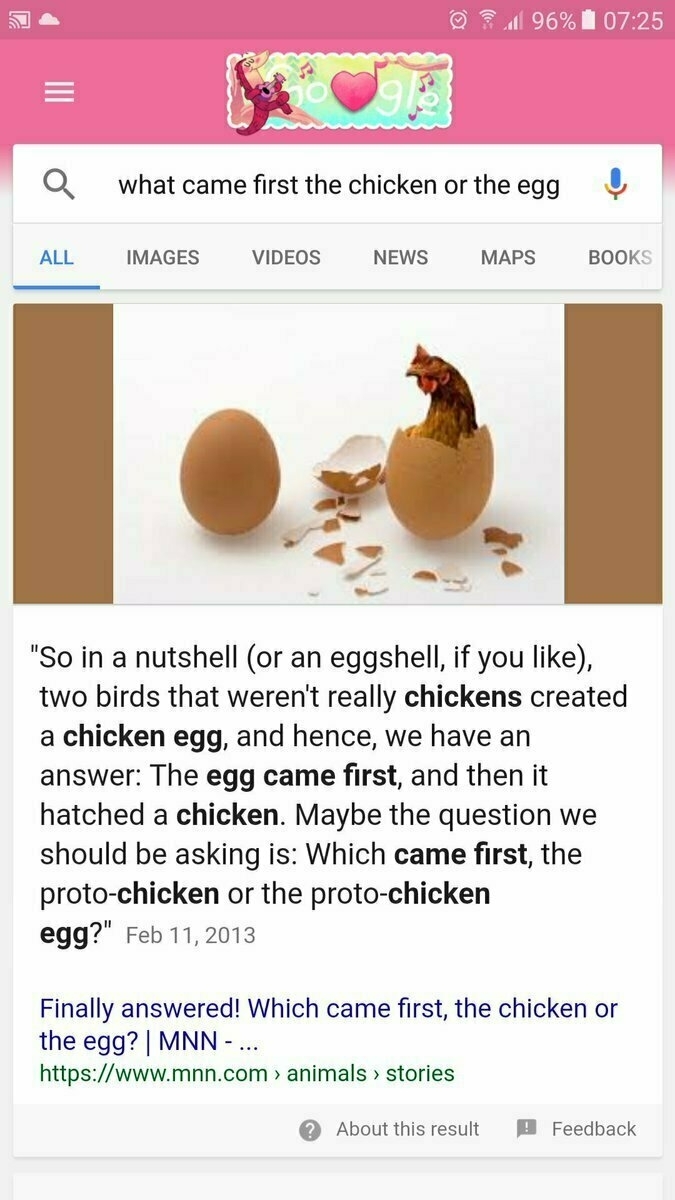 96% 07:25
Google
what came first the chicken or the egg
ALL IMAGES VIDEOS NEWS MAPS BOOKS
"So in a nutshell (or an eggshell, if you like),
two birds that weren't really chickens created
a chicken egg, and hence, we have an
answer: The egg came first, and then it
hatched a chicken. Maybe the question we
should be asking is: Which came first, the
proto-chicken or the proto-chicken
egg?" Feb 11, 2013
Finally answered! Which came first, the chicken or
the egg? | MNN - ...
https://www.mnn.com › animals › stories
About this result Feedback